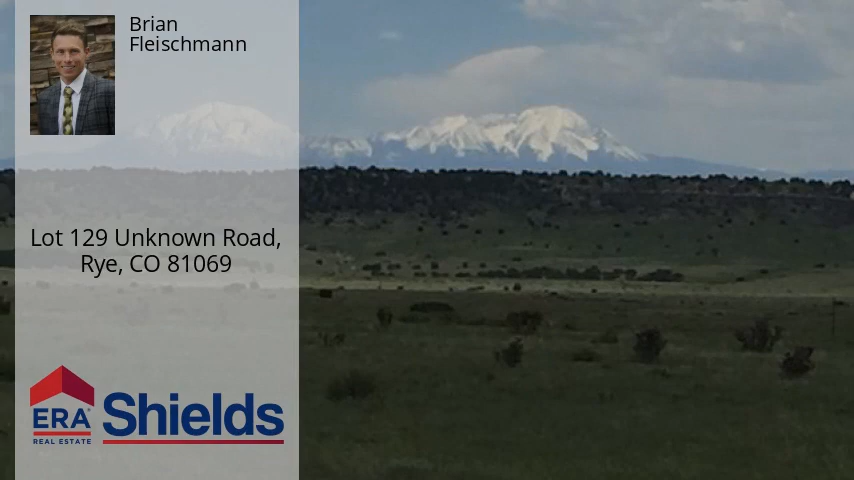 Brian
Fleischmann
Lot 129 Unknown Road,
Rye, CO 81069
ERA Shields
REAL ESTATE